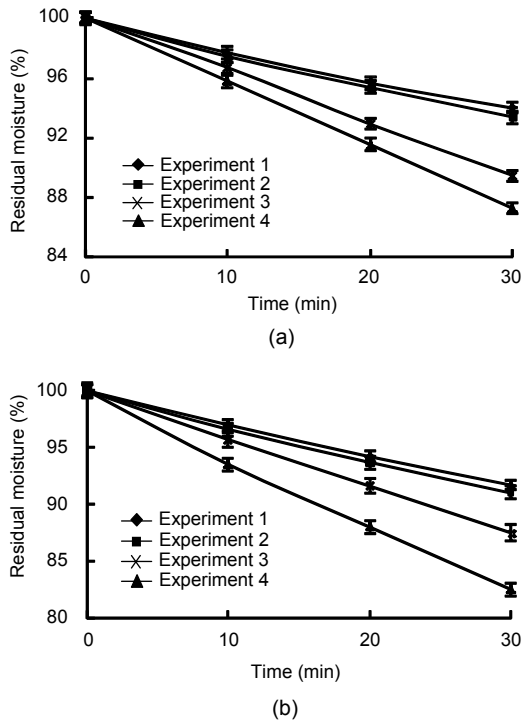 Residual moisture (%)
100
96
92
88
84
Experiment 1
Experiment 2
Experiment 3
Experiment 4
0
10
20
30
Time (min)
(a)
Residual moisture (%)
100
95
90
85
80
Experiment 1
Experiment 2
Experiment 3
Experiment 4
0
10
20
30
Time (min)
(b)